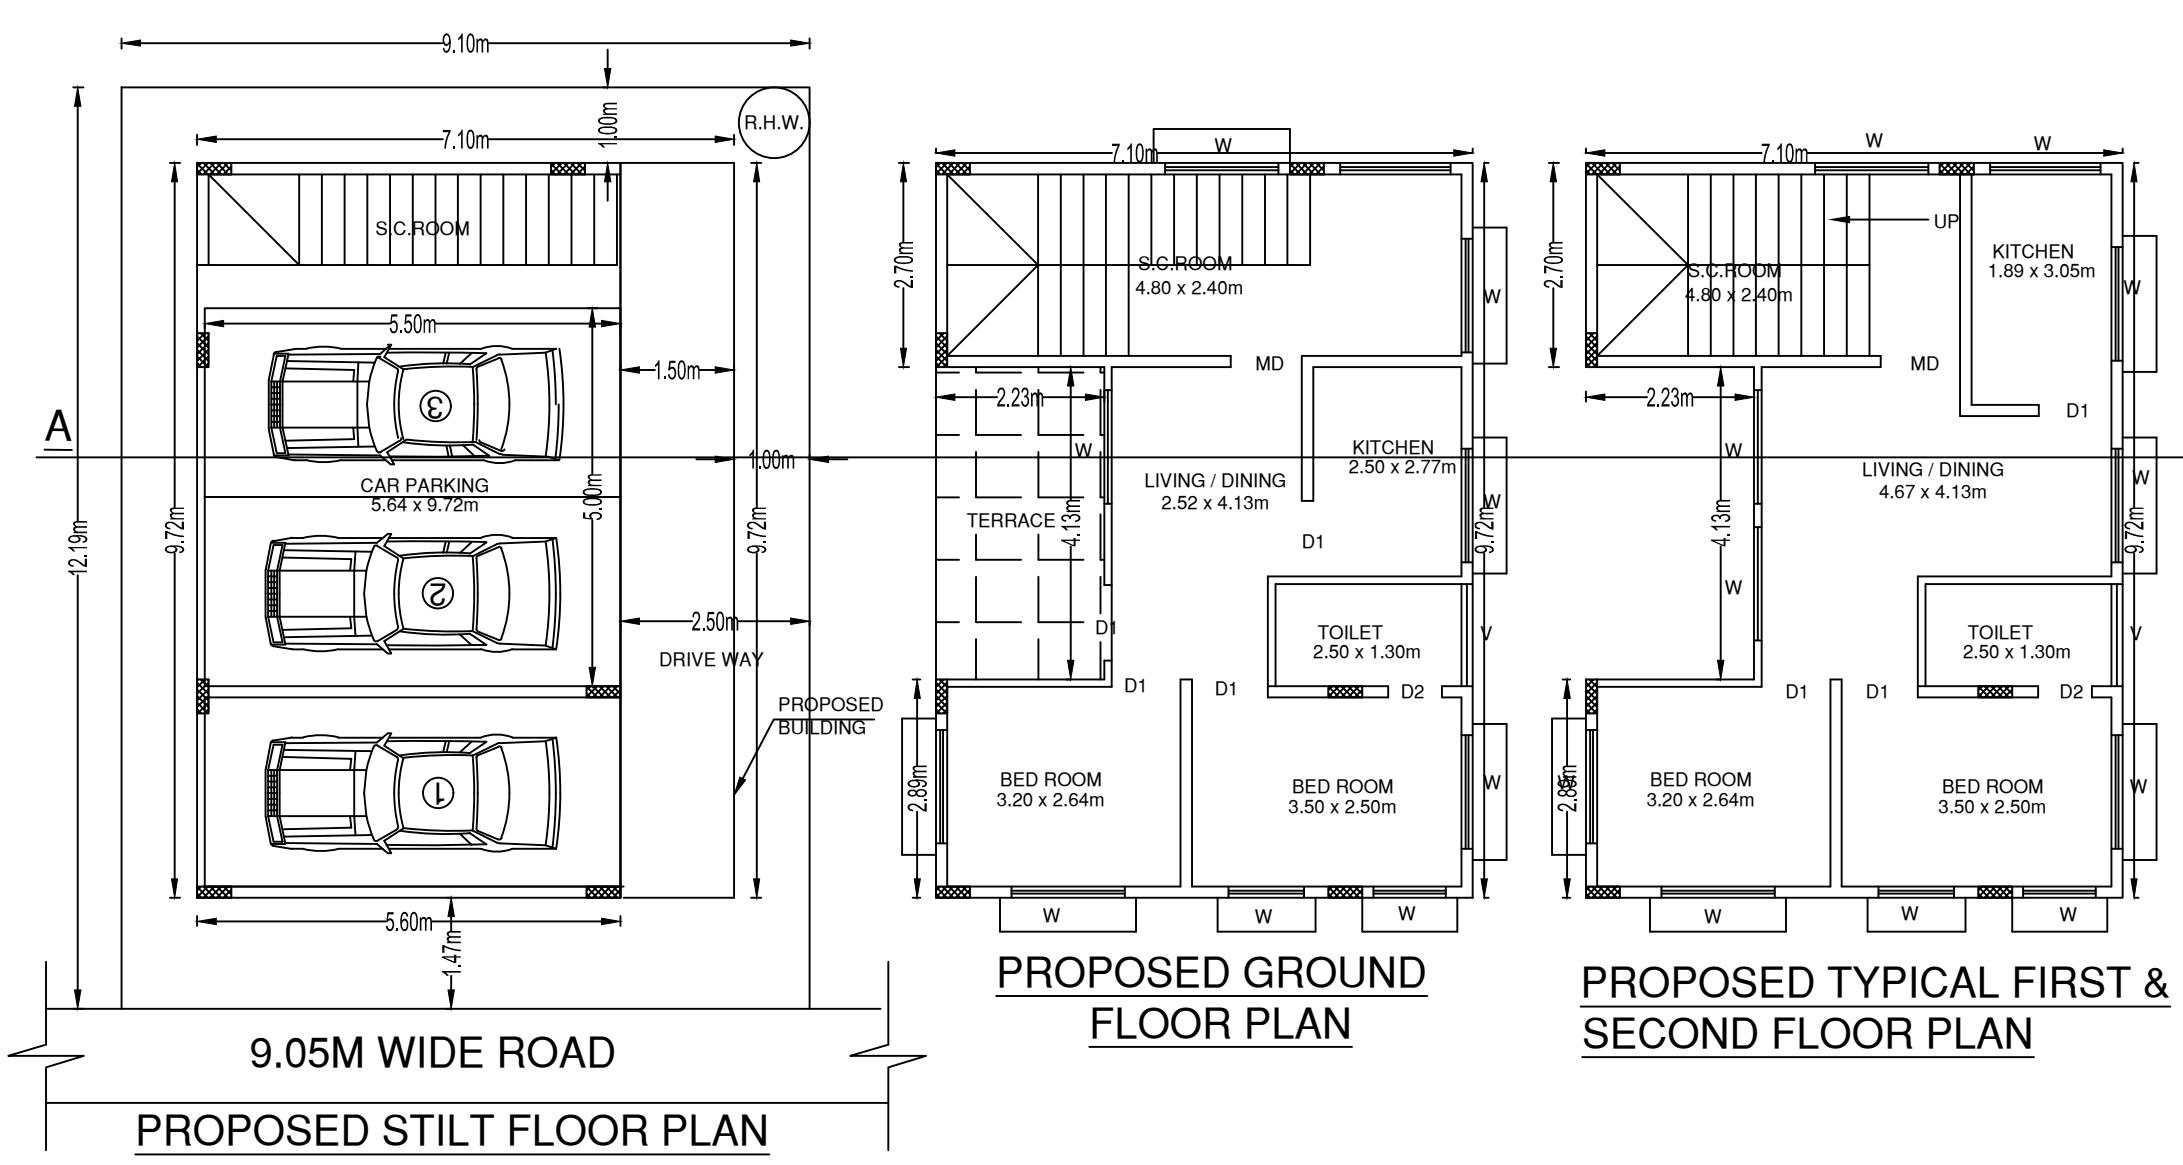 9.10m
1.00m
R.H.W.
7.10m
S.C.ROOM
5.50m
3
1.50m
A
1.00m
CAR PARKING
5.64 x 9.72m
5.00m
12.19m
9.72m
9.72m
2
2.50m
DRIVE WAY
PROPOSED
BUILDING
1
5.60m
1.47m
9.05M WIDE ROAD
PROPOSED STILT FLOOR PLAN
W
7.10m
2.70m
S.C.ROOM
4.80 x 2.40m
W
MD
2.23m
W
KITCHEN
2.50 x 2.77m
LIVING / DINING
2.52 x 4.13m
W
TERRACE
4.13m
9.72m
D1
D1
TOILET
2.50 x 1.30m
V
D1
D1
D2
2.89m
BED ROOM
3.20 x 2.64m
BED ROOM
3.50 x 2.50m
W
W
W
W
PROPOSED GROUND
FLOOR PLAN
W
W
7.10m
UP
2.70m
KITCHEN
1.89 x 3.05m
S.C.ROOM
4.80 x 2.40m
W
MD
2.23m
D1
W
LIVING / DINING
4.67 x 4.13m
W
4.13m
9.72m
W
TOILET
2.50 x 1.30m
V
D1
D1
D2
W
2.89m
BED ROOM
3.20 x 2.64m
BED ROOM
3.50 x 2.50m
W
W
W
W
PROPOSED TYPICAL FIRST &
SECOND FLOOR PLAN